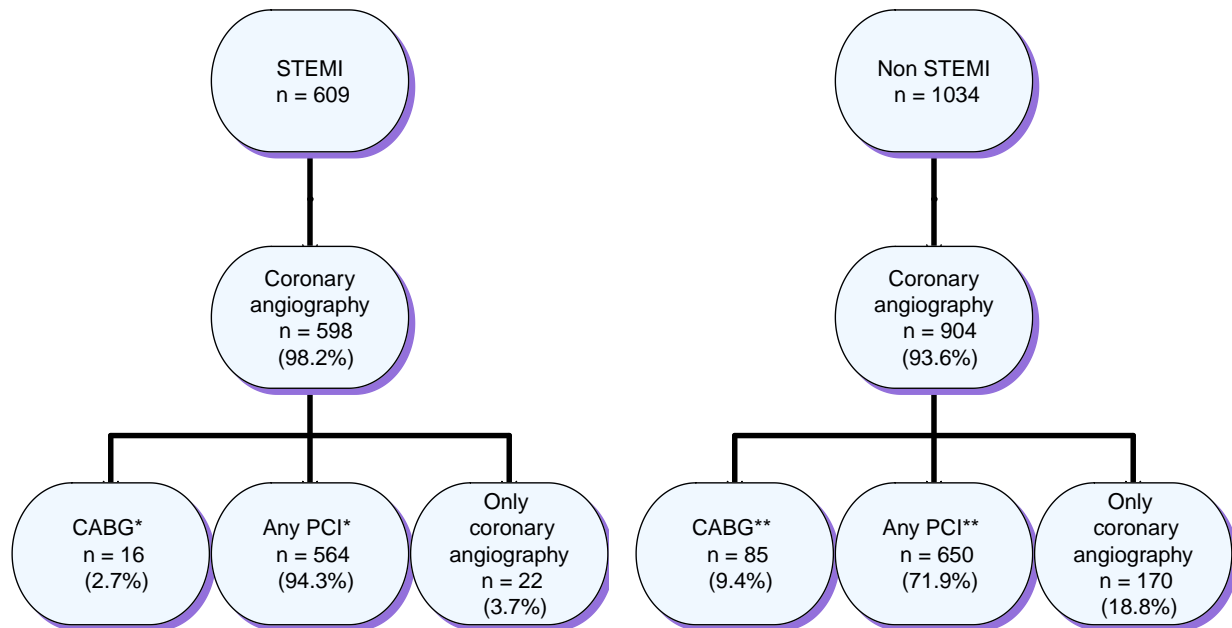 STEMI
n = 609
Non STEMI
n = 1034
Coronary
angiography
n = 598
(98.2%)
Coronary
angiography
n = 904
(93.6%)
CABG*
n = 16
(2.7%)
Any PCI*
n = 564
(94.3%)
Only
coronary
angiography
n = 22
(3.7%)
CABG**
n = 85
(9.4%)
Any PCI**
n = 650
(71.9%)
Only
coronary
angiography
n = 170
(18.8%)